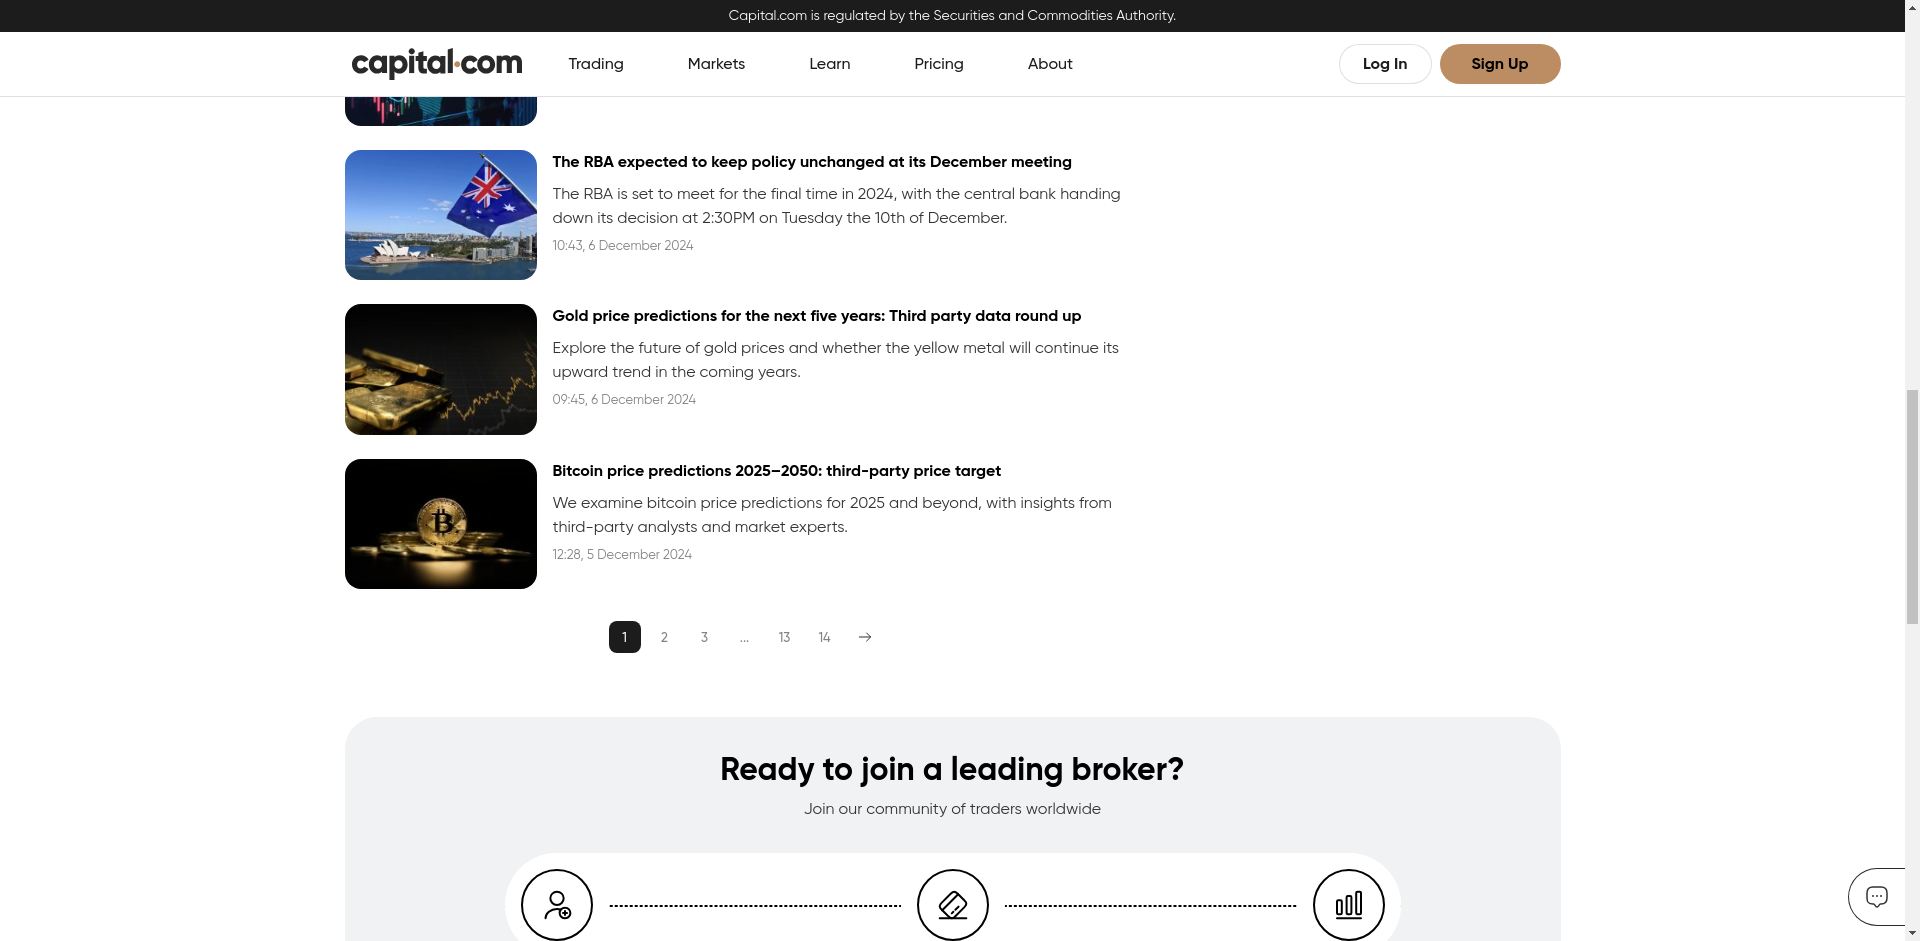 Capital.com is regulated by the Securities and Commodities Authority.
capital.com
Trading
Markets
Learn
Pricing
About
Log In
Sign Up
The RBA expected to keep policy unchanged at its December meeting
The RBA is set to meet for the final time in 2024, with the central bank handing
down its decision at 2:30PM on Tuesday the 10th of December.
10:43, 6 December 2024
Gold price predictions for the next five years: Third party data round up
Explore the future of gold prices and whether the yellow metal will continue its
upward trend in the coming years.
09:45, 6 December 2024
Bitcoin price predictions 2025–2050: third-party price target
We examine bitcoin price predictions for 2025 and beyond, with insights from
third-party analysts and market experts.
12:28, 5 December 2024
1
2
3
...
13
14
Ready to join a leading broker?
Join our community of traders worldwide